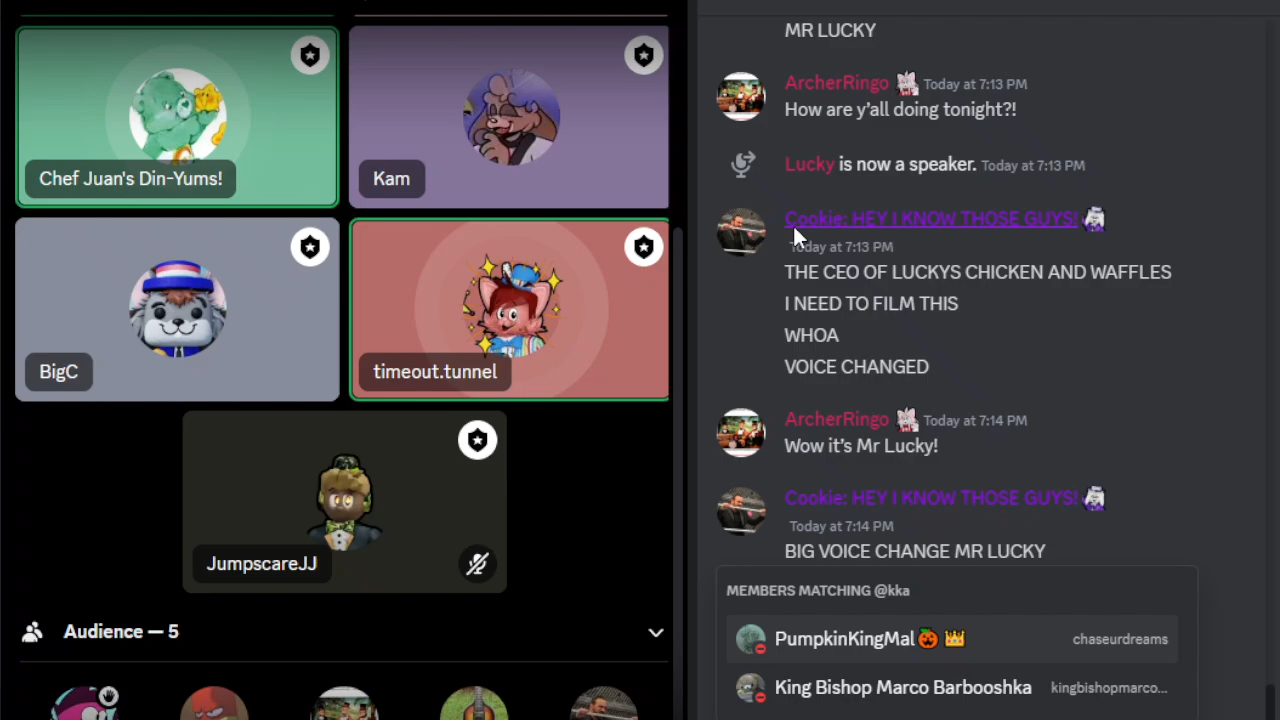 Chef Juan's Din-Yums!
Kam
BigC
timeout.tunnel
JumpscareJJ
Audience — 5
MR LUCKY
ArcherRingo Today at 7:13 PM
How are y'all doing tonight?!
Lucky is now a speaker. Today at 7:13 PM
Cookie: HEY I KNOW THOSE GUYS!
Today at 7:13 PM
THE CEO OF LUCKYS CHICKEN AND WAFFLES
I NEED TO FILM THIS
WHOA
VOICE CHANGED
ArcherRingo Today at 7:14 PM
Wow it's Mr Lucky!
Cookie: HEY I KNOW THOSE GUYS!
Today at 7:14 PM
BIG VOICE CHANGE MR LUCKY
MEMBERS MATCHING @kka
PumpkinKingMal🎃👑 chaseurdreams
King Bishop Marco Barbooshka kingbishopmarco...